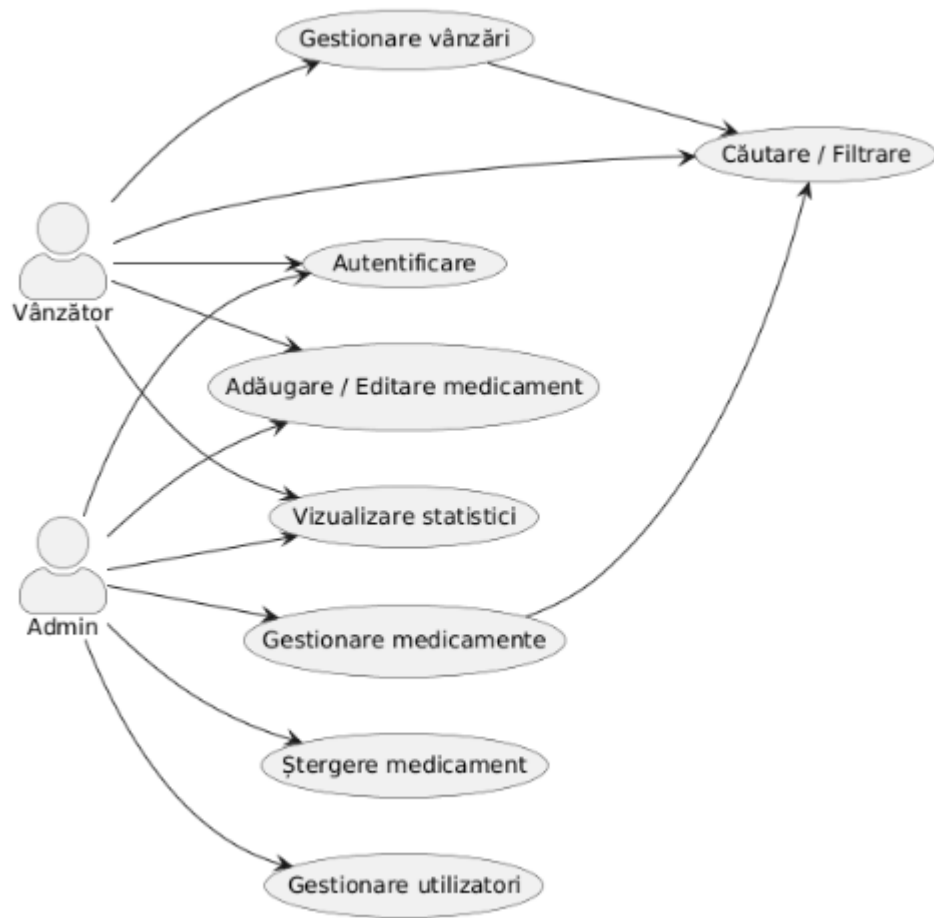 Gestionare vânzări
Căutare / Filtrare
Autentificare
Vânzător
Adăugare / Editare medicament
Vizualizare statistici
Admin
Gestionare medicamente
Ștergere medicament
Gestionare utilizatori